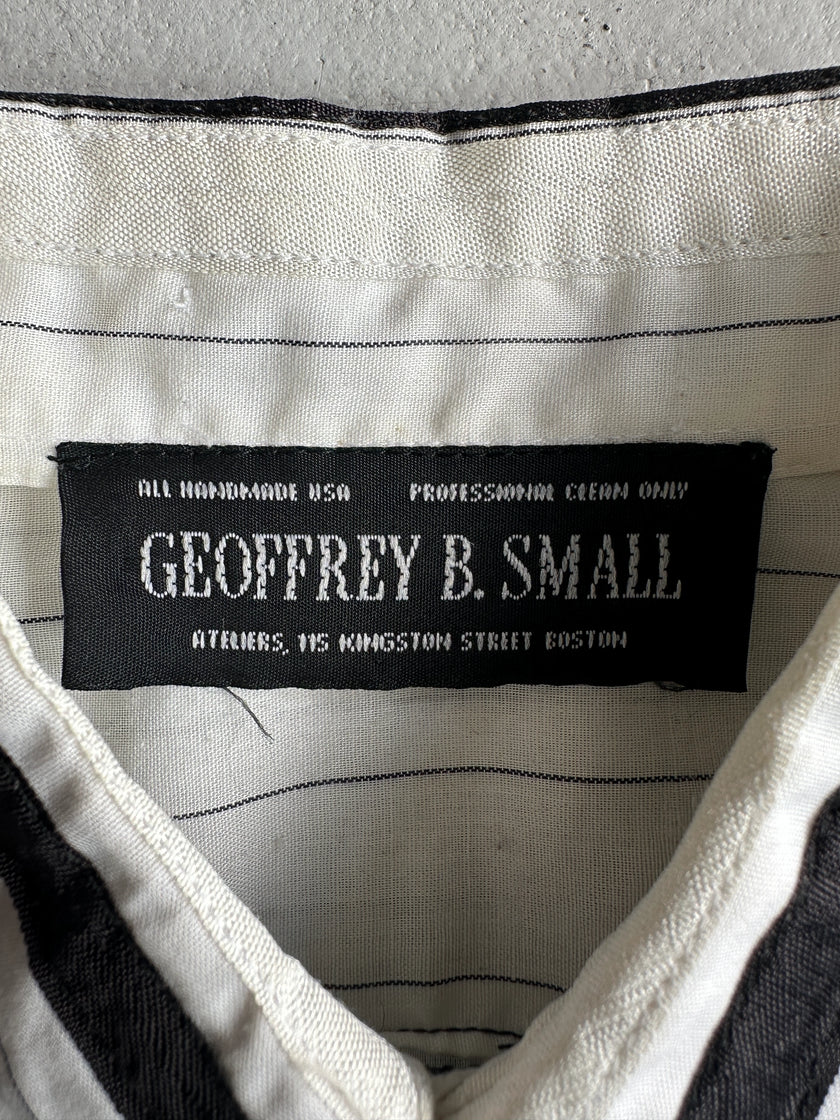 ALL HANDMADE USA PROFESSIONAL CLEAN ONLY
GEOFFREY B. SMALL
ATELIERS, 115 KINGSTON STREET BOSTON